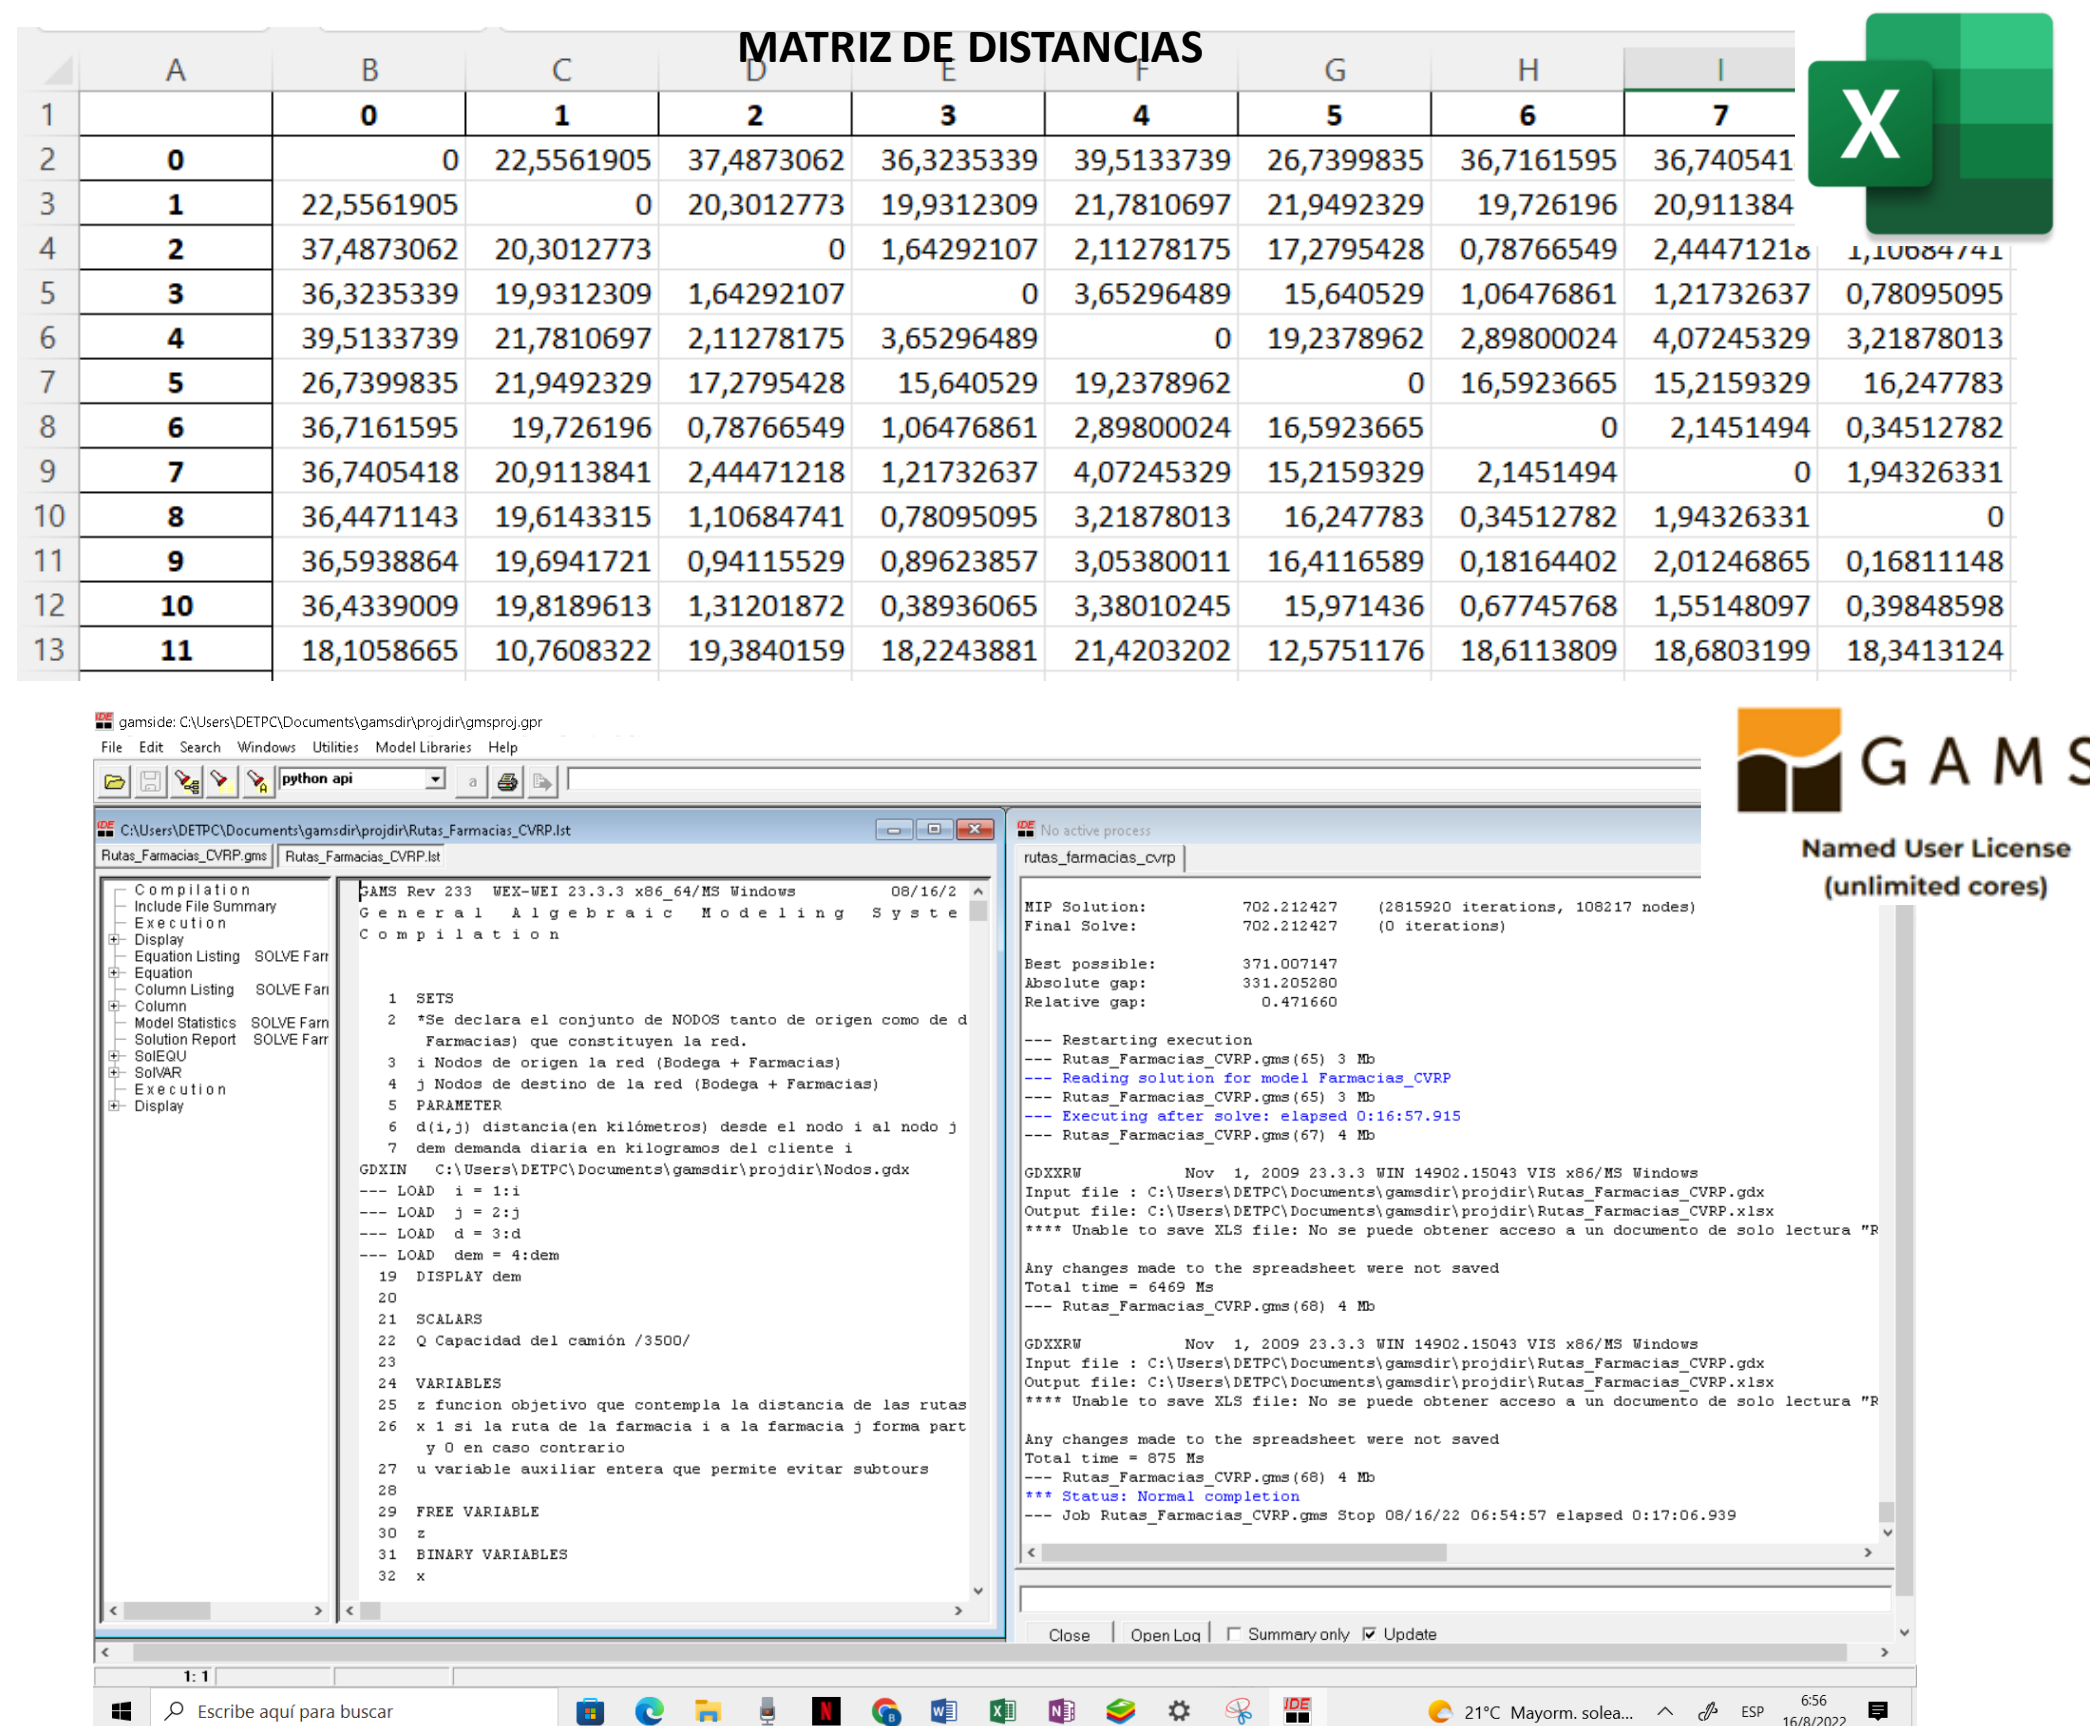 MATRIZ DE DISTANCIAS
A B C D E F G H I
1 0 1 2 3 4 5 6 7
2 0 0 22,5561905 37,4873062 36,3235339 39,5133739 26,7399835 36,7161595 36,740541
3 1 22,5561905 0 20,3012773 19,9312309 21,7810697 21,9492329 19,726196 20,911384
4 2 37,4873062 20,3012773 0 1,64292107 2,11278175 17,2795428 0,78766549 2,44471218 1,10684741
5 3 36,3235339 19,9312309 1,64292107 0 3,65296489 15,640529 1,06476861 1,21732637 0,78095095
6 4 39,5133739 21,7810697 2,11278175 3,65296489 0 19,2378962 2,89800024 4,07245329 3,21878013
7 5 26,7399835 21,9492329 17,2795428 15,640529 19,2378962 0 16,5923665 15,2159329 16,247783
8 6 36,7161595 19,726196 0,78766549 1,06476861 2,89800024 16,5923665 0 2,1451494 0,34512782
9 7 36,7405418 20,9113841 2,44471218 1,21732637 4,07245329 15,2159329 2,1451494 0 1,94326331
10 8 36,4471143 19,6143315 1,10684741 0,78095095 3,21878013 16,247783 0,34512782 1,94326331 0
11 9 36,5938864 19,6941721 0,94115529 0,89623857 3,05380011 16,4116589 0,18164402 2,01246865 0,16811148
12 10 36,4339009 19,8189613 1,31201872 0,38936065 3,38010245 15,971436 0,67745768 1,55148097 0,39848598
13 11 18,1058665 10,7608322 19,3840159 18,2243881 21,4203202 12,5751176 18,6113809 18,6803199 18,3413124
X
GAMS
Named User License
(unlimited cores)
IDE gamside: C:\Users\DETPC\Documents\gamsdir\projdir\gmsproj.gpr
File Edit Search Windows Utilities Model Libraries Help
python api
a
IDE C:\Users\DETPC\Documents\gamsdir\projdir\Rutas_Farmacias_CVRP.lst
Rutas_Farmacias_CVRP.gms Rutas_Farmacias_CVRP.lst
Compilation
Include File Summary
Execution
Display
Equation Listing SOLVE Farr
Equation
Column Listing SOLVE Farr
Column
Model Statistics SOLVE Farn
Solution Report SOLVE Farr
SolEQU
SolVAR
Execution
Display
GAMS Rev 233 WEX-WEI 23.3.3 x86_64/MS Windows 08/16/2
General Algebraic Modeling Syste
Compilation
1 SETS
2 *Se declara el conjunto de NODOS tanto de origen como de d
Farmacias) que constituyen la red.
3 i Nodos de origen la red (Bodega + Farmacias)
4 j Nodos de destino de la red (Bodega + Farmacias)
5 PARAMETER
6 d(i,j) distancia(en kilómetros) desde el nodo i al nodo j
7 dem demanda diaria en kilogramos del cliente i
GDXIN C:\Users\DETPC\Documents\gamsdir\projdir\Nodos.gdx
--- LOAD i = 1:i
--- LOAD j = 2:j
--- LOAD d = 3:d
--- LOAD dem = 4:dem
19 DISPLAY dem
20
21 SCALARS
22 Q Capacidad del camión /3500/
23
24 VARIABLES
25 z funcion objetivo que contempla la distancia de las rutas
26 x 1 si la ruta de la farmacia i a la farmacia j forma part
y 0 en caso contrario
27 u variable auxiliar entera que permite evitar subtours
28
29 FREE VARIABLE
30 z
31 BINARY VARIABLES
32 x
IDE No active process
rutas_farmacias_cvrp
MIP Solution: 702.212427 (2815920 iterations, 108217 nodes)
Final Solve: 702.212427 (0 iterations)
Best possible: 371.007147
Absolute gap: 331.205280
Relative gap: 0.471660
--- Restarting execution
--- Rutas_Farmacias_CVRP.gms(65) 3 Mb
--- Reading solution for model Farmacias_CVRP
--- Rutas_Farmacias_CVRP.gms(65) 3 Mb
--- Executing after solve: elapsed 0:16:57.915
--- Rutas_Farmacias_CVRP.gms(67) 4 Mb
GDXXRW Nov 1, 2009 23.3.3 WIN 14902.15043 VIS x86/MS Windows
Input file : C:\Users\DETPC\Documents\gamsdir\projdir\Rutas_Farmacias_CVRP.gdx
Output file: C:\Users\DETPC\Documents\gamsdir\projdir\Rutas_Farmacias_CVRP.xlsx
**** Unable to save XLS file: No se puede obtener acceso a un documento de solo lectura "R
Any changes made to the spreadsheet were not saved
Total time = 6469 Ms
--- Rutas_Farmacias_CVRP.gms(68) 4 Mb
GDXXRW Nov 1, 2009 23.3.3 WIN 14902.15043 VIS x86/MS Windows
Input file : C:\Users\DETPC\Documents\gamsdir\projdir\Rutas_Farmacias_CVRP.gdx
Output file: C:\Users\DETPC\Documents\gamsdir\projdir\Rutas_Farmacias_CVRP.xlsx
**** Unable to save XLS file: No se puede obtener acceso a un documento de solo lectura "R
Any changes made to the spreadsheet were not saved
Total time = 875 Ms
--- Rutas_Farmacias_CVRP.gms(68) 4 Mb
*** Status: Normal completion
--- Job Rutas_Farmacias_CVRP.gms Stop 08/16/22 06:54:57 elapsed 0:17:06.939
Close Open Log Summary only Update
1: 1
Escribe aquí para buscar
21°C Mayorm. solea... ESP 6:56
16/8/2022